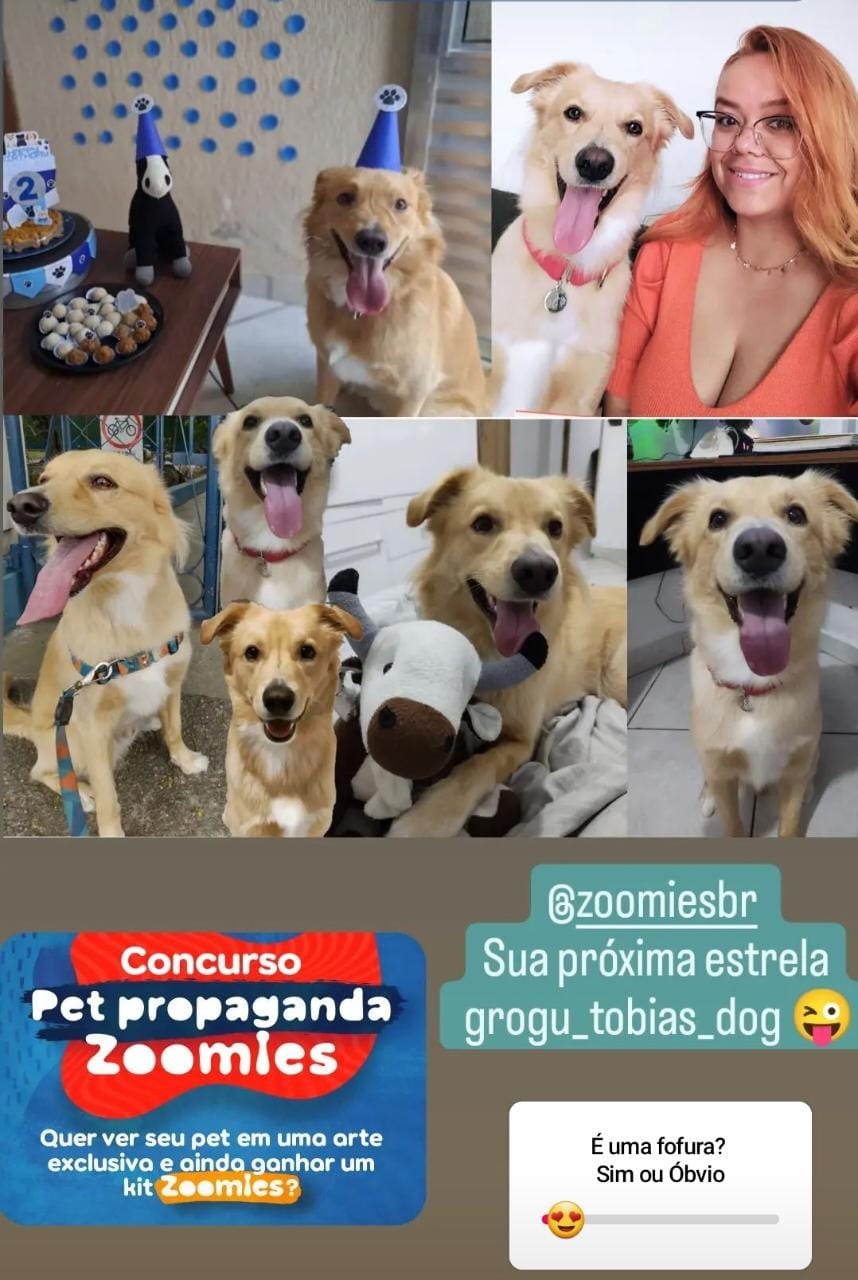 2
@zoomiesbr
Sua próxima estrela
grogu_tobias_dog 😜
Concurso
Pet propaganda
Zoomies
Quer ver seu pet em uma arte
exclusiva e ainda ganhar um
kit Zoomies?
É uma fofura?
Sim ou Óbvio